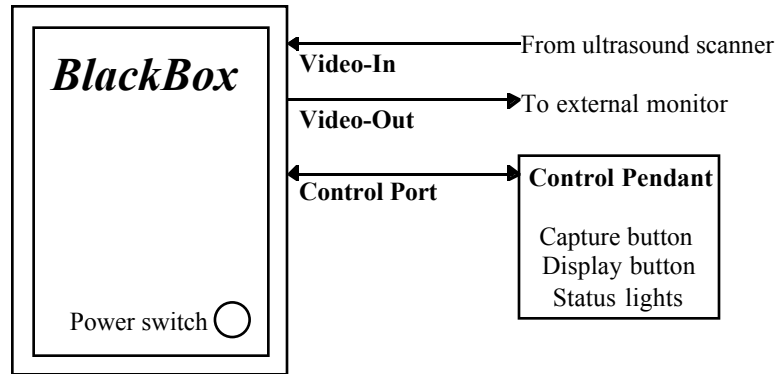 BlackBox
Video-In
From ultrasound scanner
Video-Out
To external monitor
Control Port
Control Pendant
Capture button
Display button
Status lights
Power switch